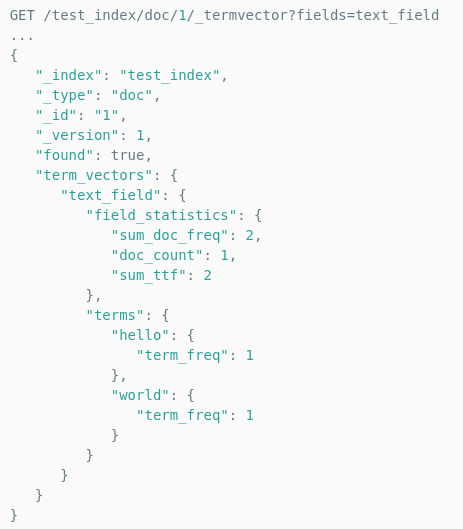 GET /test_index/doc/1/_termvector?fields=text_field
...
{
   "_index": "test_index",
   "_type": "doc",
   "_id": "1",
   "_version": 1,
   "found": true,
   "term_vectors": {
      "text_field": {
         "field_statistics": {
            "sum_doc_freq": 2,
            "doc_count": 1,
            "sum_ttf": 2
         },
         "terms": {
            "hello": {
               "term_freq": 1
            },
            "world": {
               "term_freq": 1
            }
         }
      }
   }
}